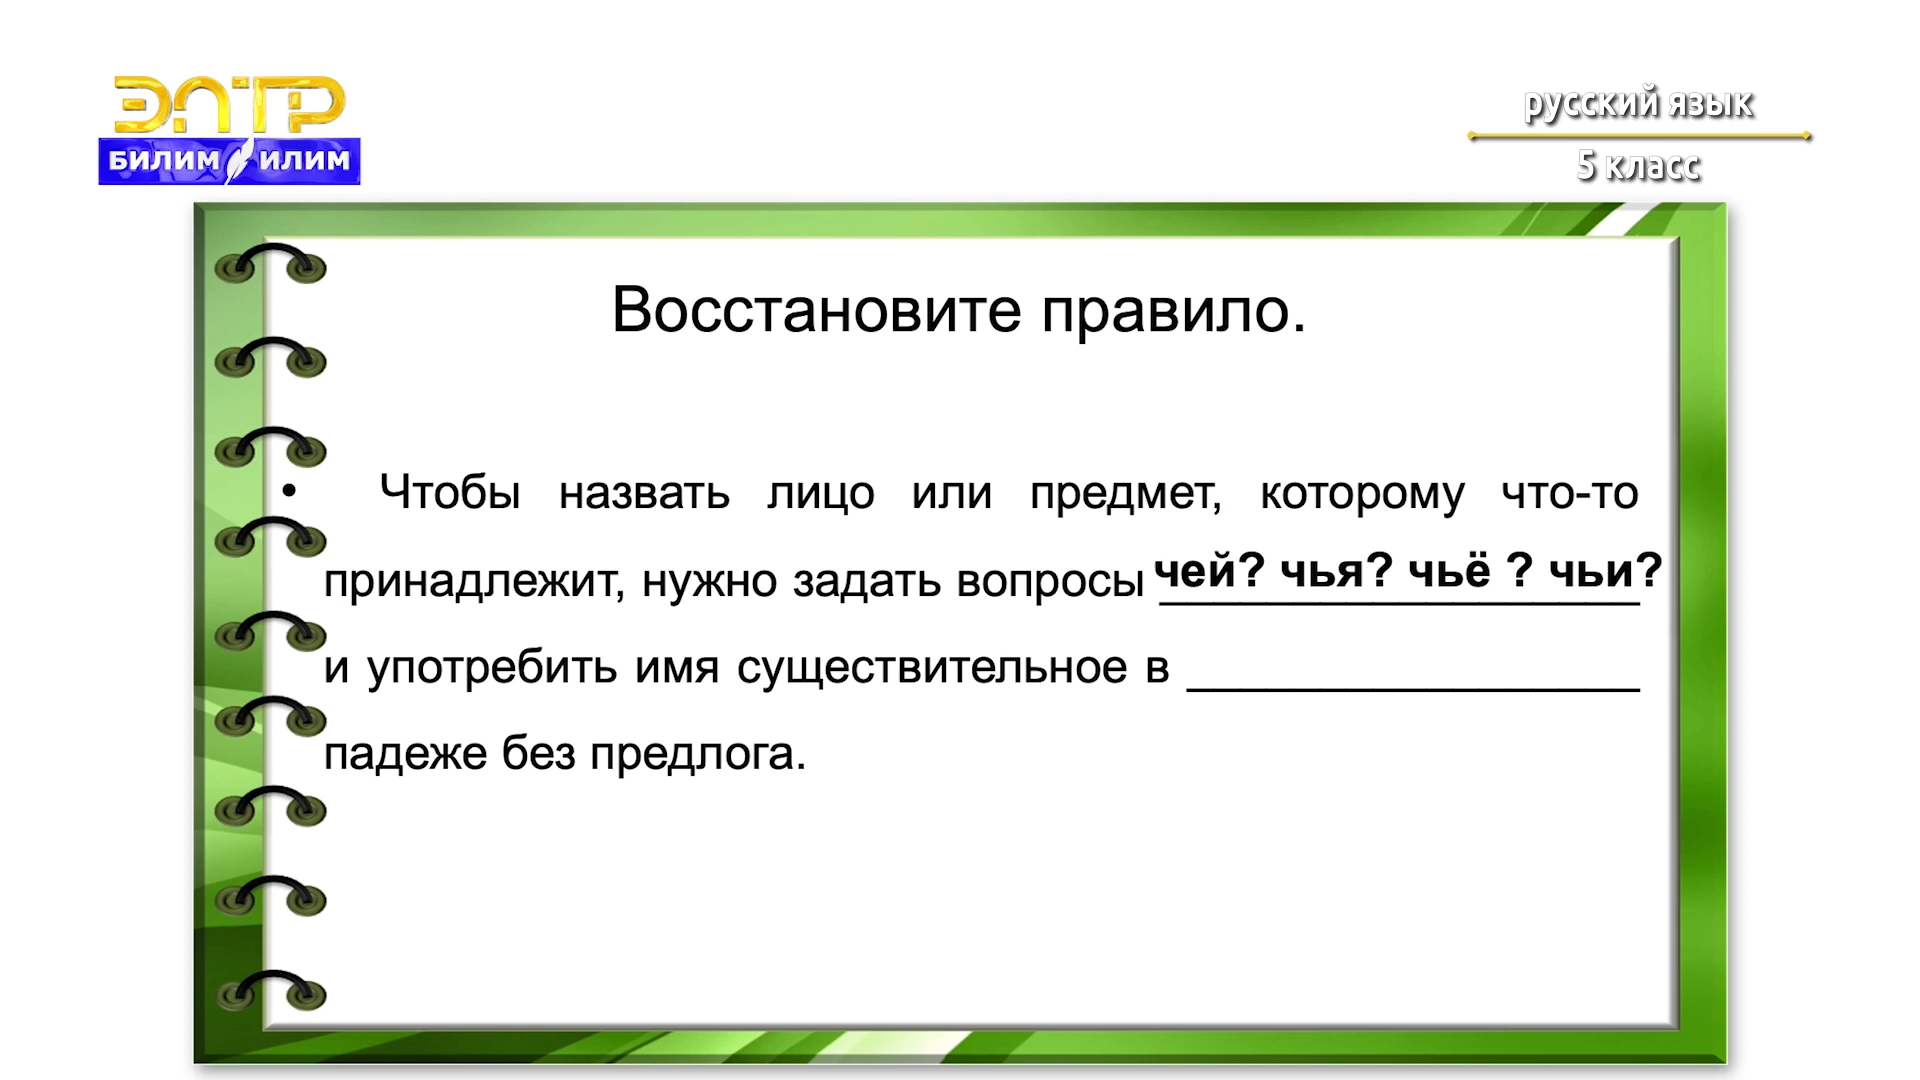 ЭЛТР
БИЛИМ ИЛИМ
русский язык
5 класс
Восстановите правило.
• Чтобы назвать лицо или предмет, которому что-то
принадлежит, нужно задать вопросы чей? чья? чьё ? чьи?
и употребить имя существительное в _________________
падеже без предлога.